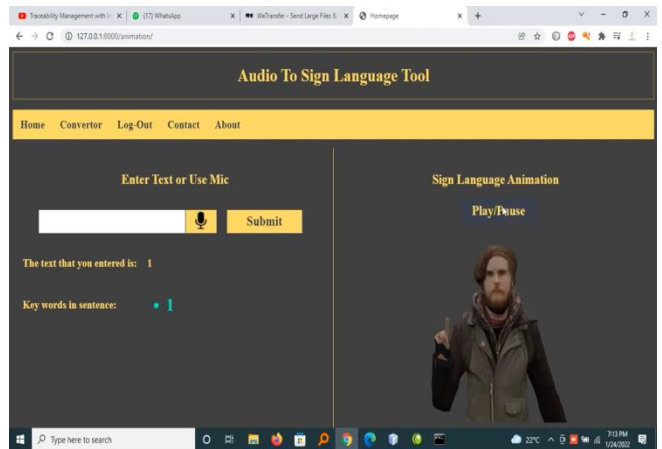 Traceability Management with Ir
(17) WhatsApp
WeTransfer - Send Large Files &
Homepage
127.0.0.1:8000/animation/
Audio To Sign Language Tool
Home Convertor Log-Out Contact About
Enter Text or Use Mic
Submit
The text that you entered is: 1
Key words in sentence:
1
Sign Language Animation
Play/Pause
Type here to search
22°C
7:13 PM
1/24/2022